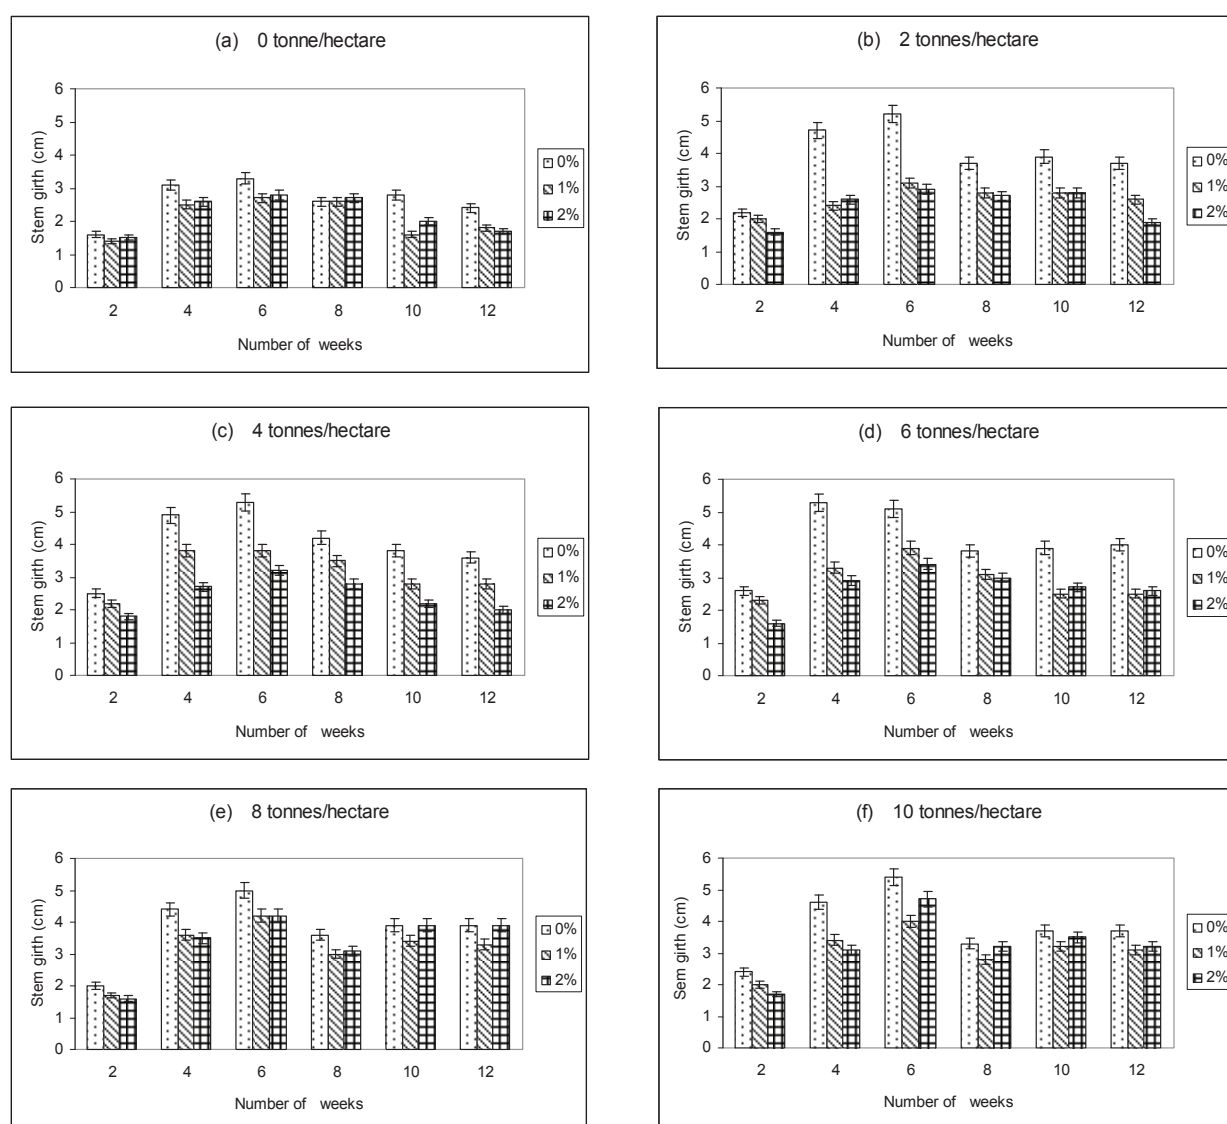 (a) 0 tonne/hectare
6
5
4
3
2
1
0
Stem girth (cm)
2 4 6 8 10 12
Number of weeks
0%
1%
2%
(b) 2 tonnes/hectare
6
5
4
3
2
1
0
Stem girth (cm)
2 4 6 8 10 12
Number of weeks
0%
1%
2%
(c) 4 tonnes/hectare
6
5
4
3
2
1
0
Stem girth (cm)
2 4 6 8 10 12
Number of weeks
0%
1%
2%
(d) 6 tonnes/hectare
6
5
4
3
2
1
0
Stem girth (cm)
2 4 6 8 10 12
Number of weeks
0%
1%
2%
(e) 8 tonnes/hectare
6
5
4
3
2
1
0
Stem girth (cm)
2 4 6 8 10 12
Number of weeks
0%
1%
2%
(f) 10 tonnes/hectare
6
5
4
3
2
1
0
Sem girth (cm)
2 4 6 8 10 12
Number of weeks
0%
1%
2%